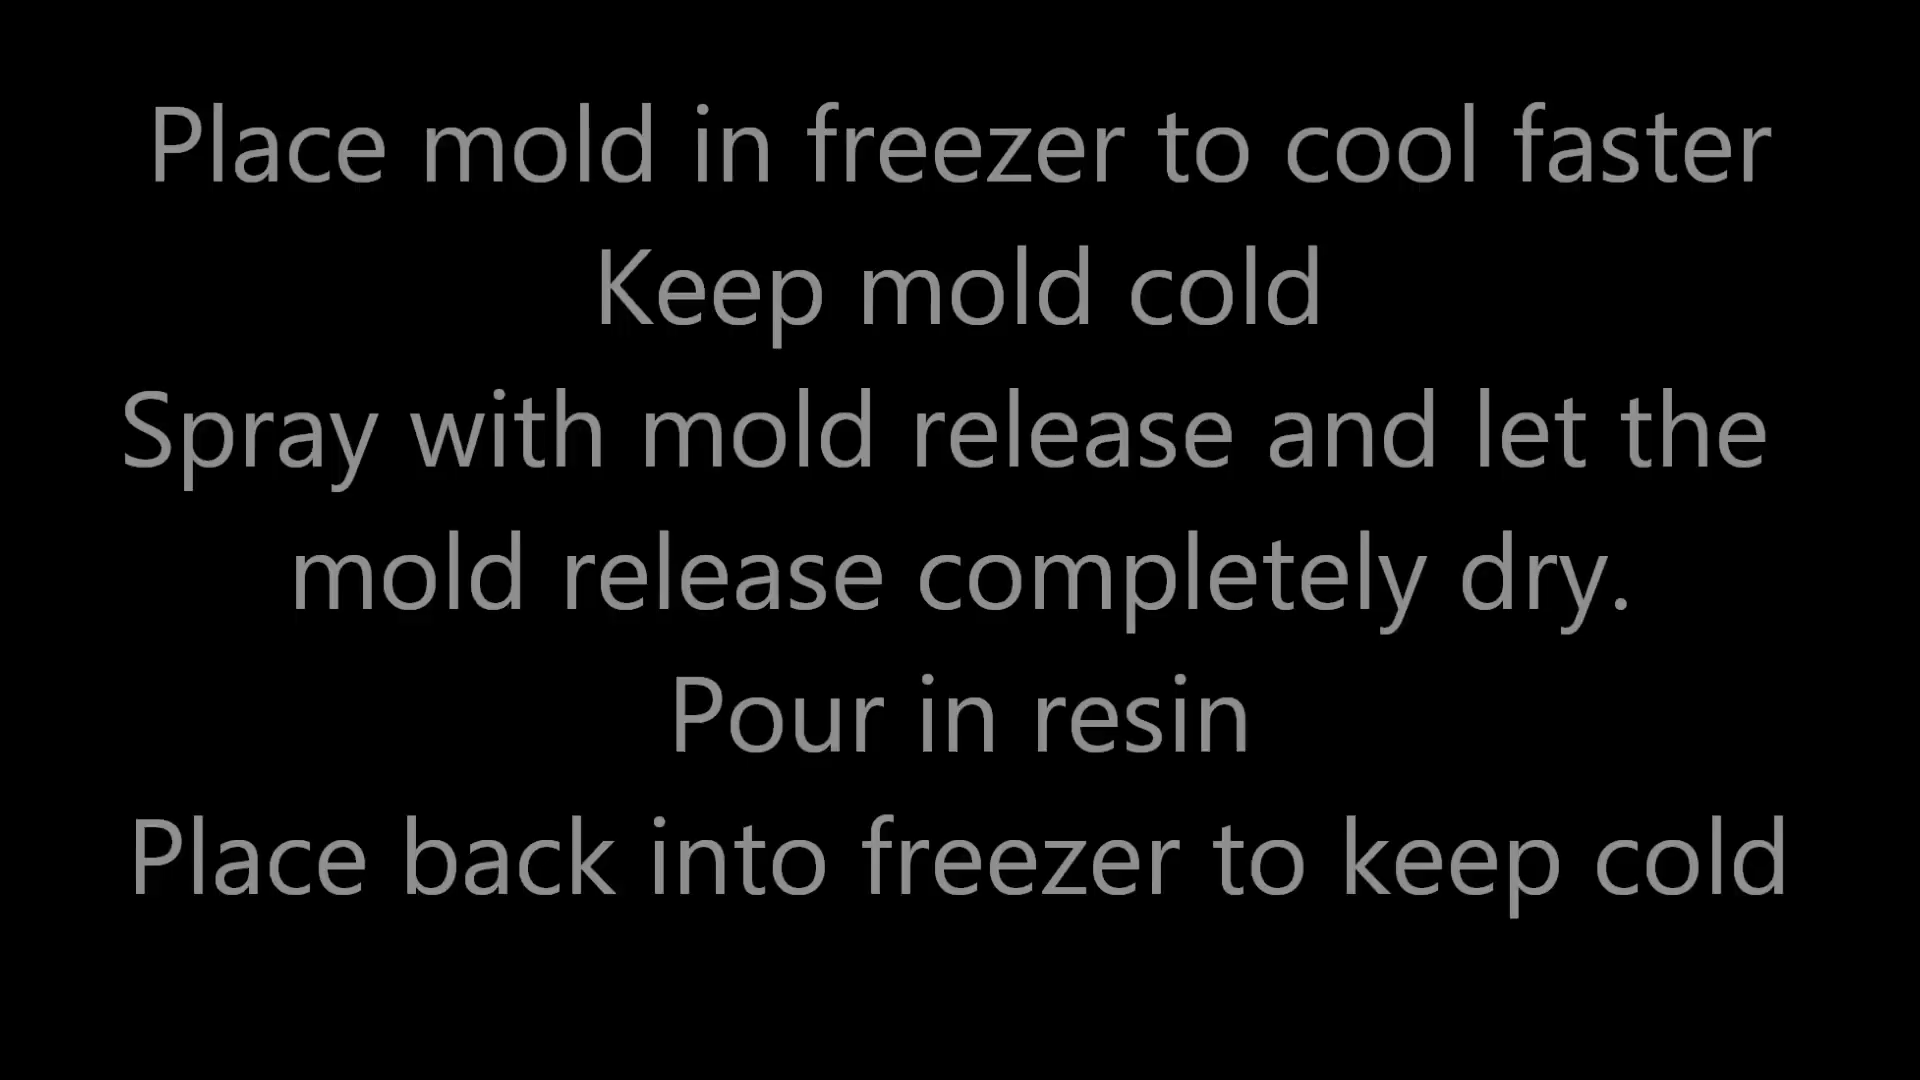 Place mold in freezer to cool faster
Keep mold cold
Spray with mold release and let the
mold release completely dry.
Pour in resin
Place back into freezer to keep cold